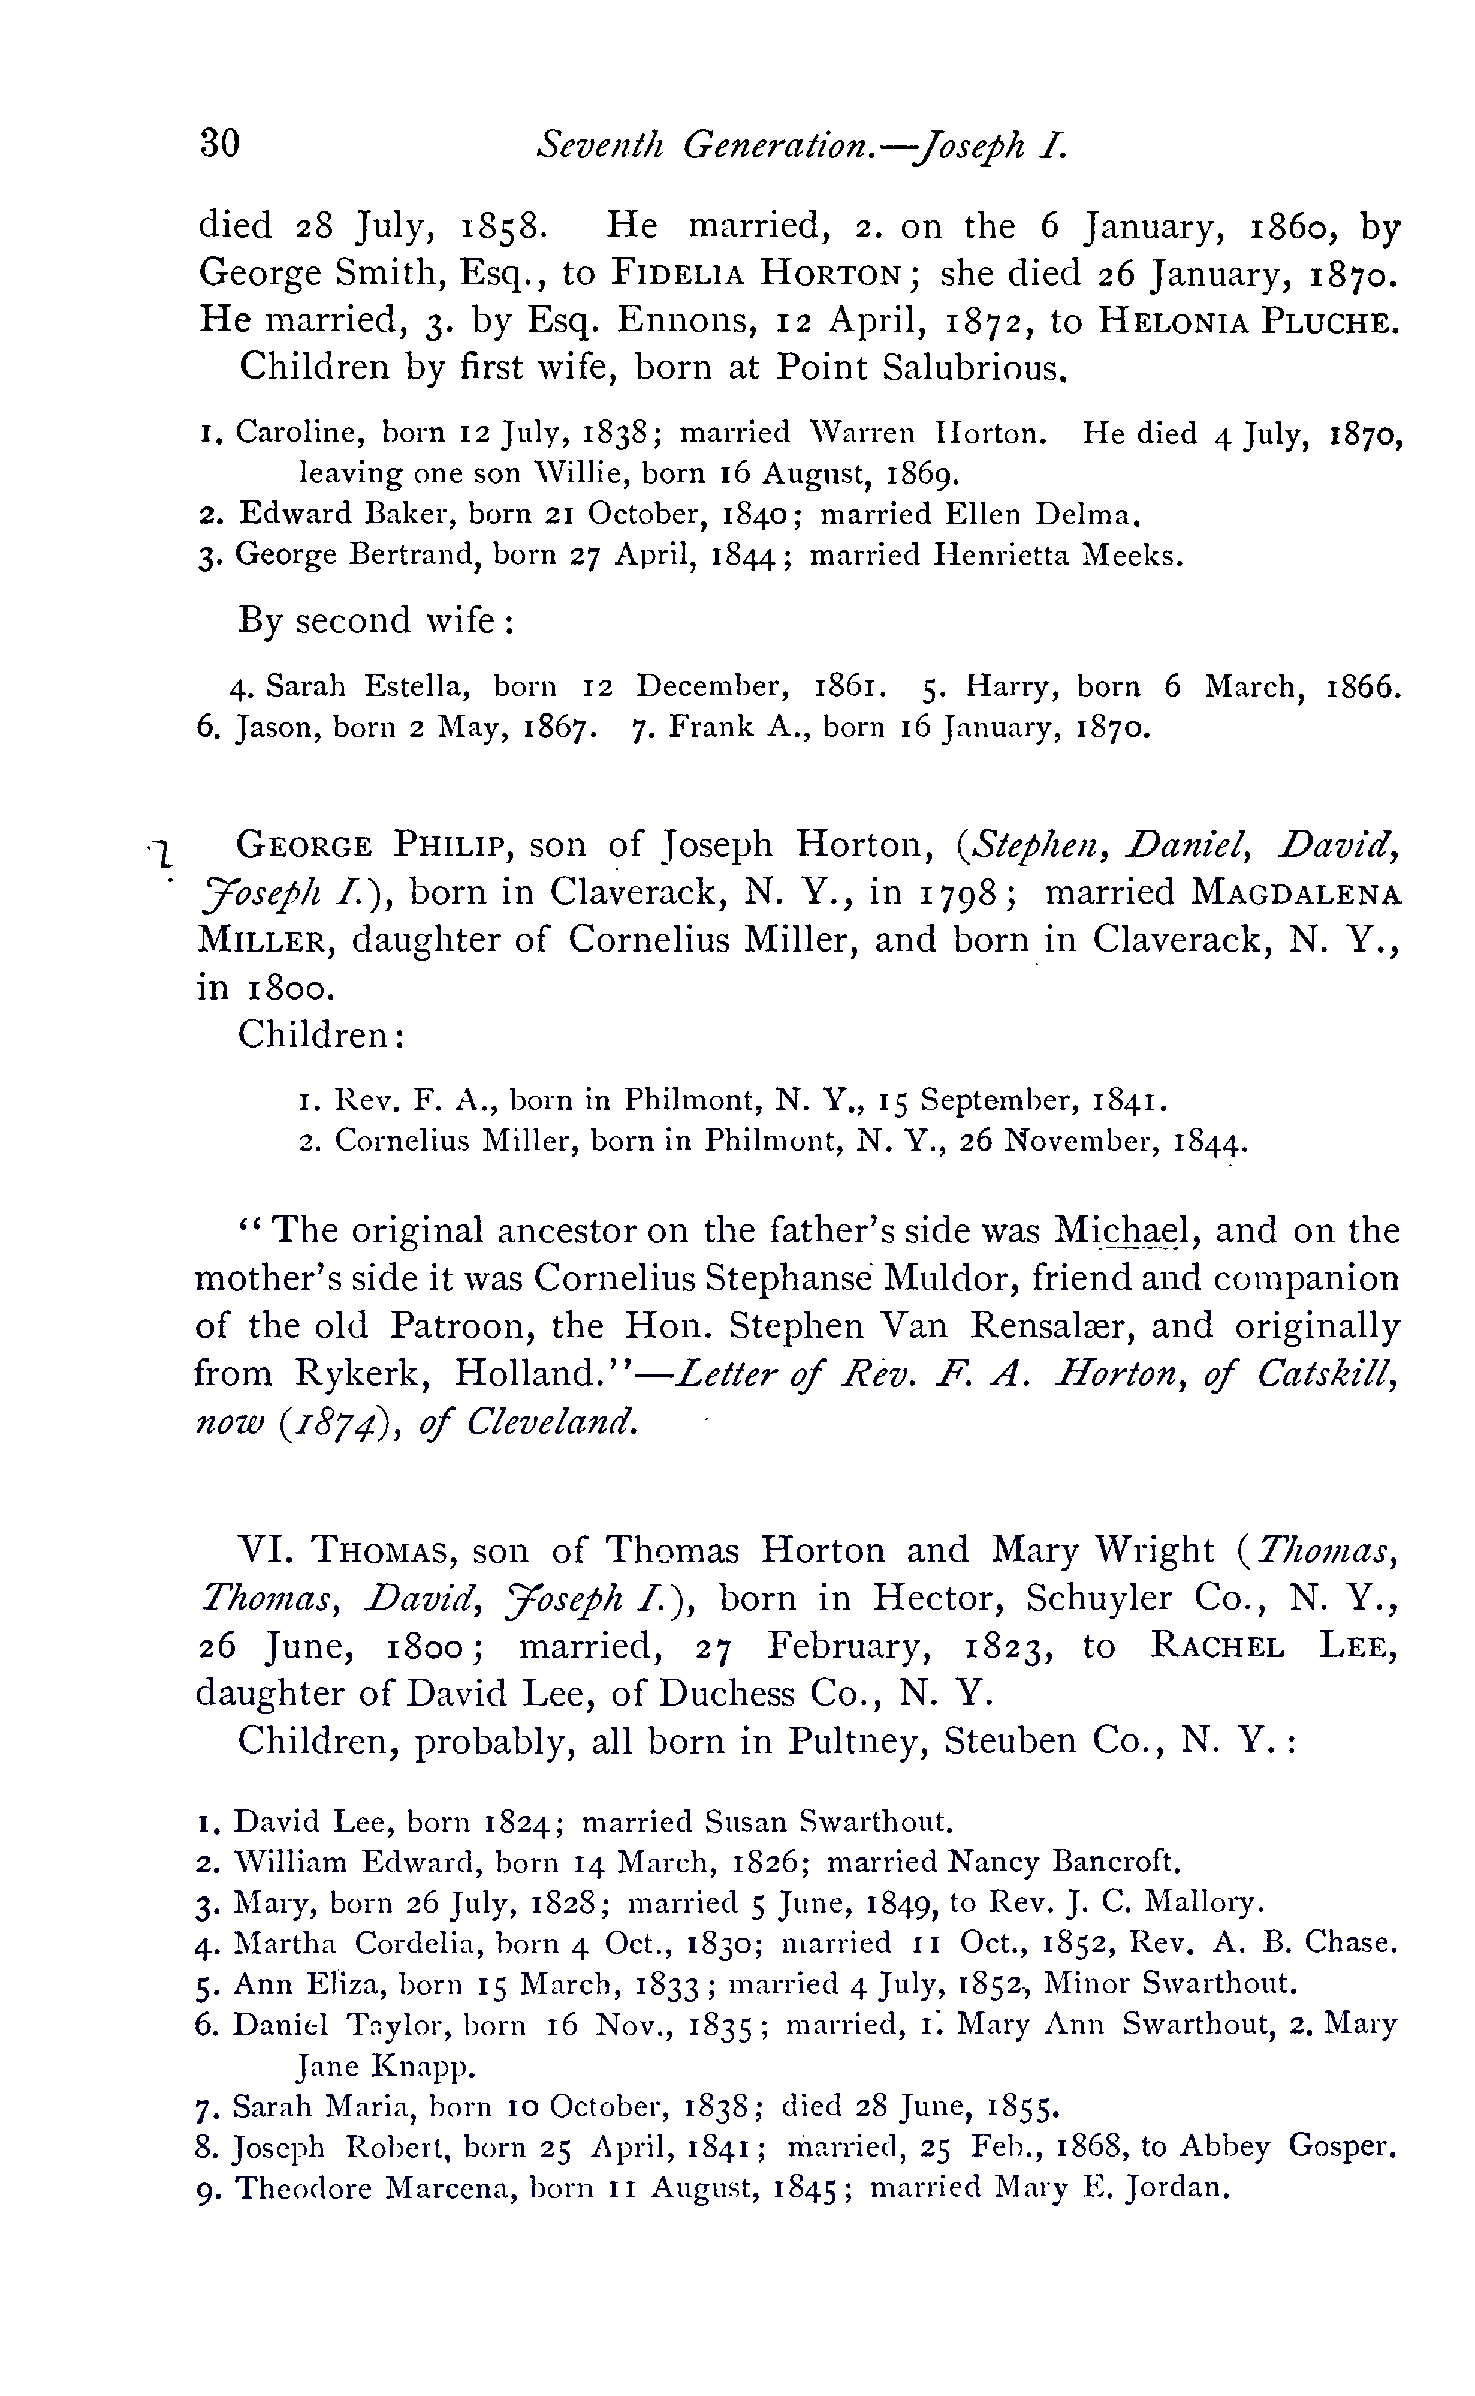 30 Seventh Generation.—Joseph I.
died 28 July, 1858. He married, 2. on the 6 January, 1860, by
George Smith, Esq., to FIDELIA HORTON; she died 26 January, 1870.
He married, 3. by Esq. Ennons, 12 April, 1872, to HELONIA PLUCHE.
Children by first wife, born at Point Salubrious.
1. Caroline, born 12 July, 1838; married Warren Horton. He died 4 July, 1870,
leaving one son Willie, born 16 August, 1869.
2. Edward Baker, born 21 October, 1840; married Ellen Delma.
3. George Bertrand, born 27 April, 1844; married Henrietta Meeks.
By second wife:
4. Sarah Estella, born 12 December, 1861. 5. Harry, born 6 March, 1866.
6. Jason, born 2 May, 1867. 7. Frank A., born 16 January, 1870.
GEORGE PHILIP, son of Joseph Horton, (Stephen, Daniel, David,
Joseph I.), born in Claverack, N. Y., in 1798; married MAGDALENA
MILLER, daughter of Cornelius Miller, and born in Claverack, N. Y.,
in 1800.
Children:
1. Rev. F. A., born in Philmont, N. Y., 15 September, 1841.
2. Cornelius Miller, born in Philmont, N. Y., 26 November, 1844.
"The original ancestor on the father's side was Michael, and on the
mother's side it was Cornelius Stephanse Muldor, friend and companion
of the old Patroon, the Hon. Stephen Van Rensalær, and originally
from Rykerk, Holland."—Letter of Rev. F. A. Horton, of Catskill,
now (1874), of Cleveland.
VI. THOMAS, son of Thomas Horton and Mary Wright (Thomas,
Thomas, David, Joseph I.), born in Hector, Schuyler Co., N. Y.,
26 June, 1800; married, 27 February, 1823, to RACHEL LEE,
daughter of David Lee, of Duchess Co., N. Y.
Children, probably, all born in Pultney, Steuben Co., N. Y.:
1. David Lee, born 1824; married Susan Swarthout.
2. William Edward, born 14 March, 1826; married Nancy Bancroft.
3. Mary, born 26 July, 1828; married 5 June, 1849, to Rev. J. C. Mallory.
4. Martha Cordelia, born 4 Oct., 1830; married 11 Oct., 1852, Rev. A. B. Chase.
5. Ann Eliza, born 15 March, 1833; married 4 July, 1852, Minor Swarthout.
6. Daniel Taylor, born 16 Nov., 1835; married, 1. Mary Ann Swarthout, 2. Mary
Jane Knapp.
7. Sarah Maria, born 10 October, 1838; died 28 June, 1855.
8. Joseph Robert, born 25 April, 1841; married, 25 Feb., 1868, to Abbey Gosper.
9. Theodore Marcena, born 11 August, 1845; married Mary E. Jordan.